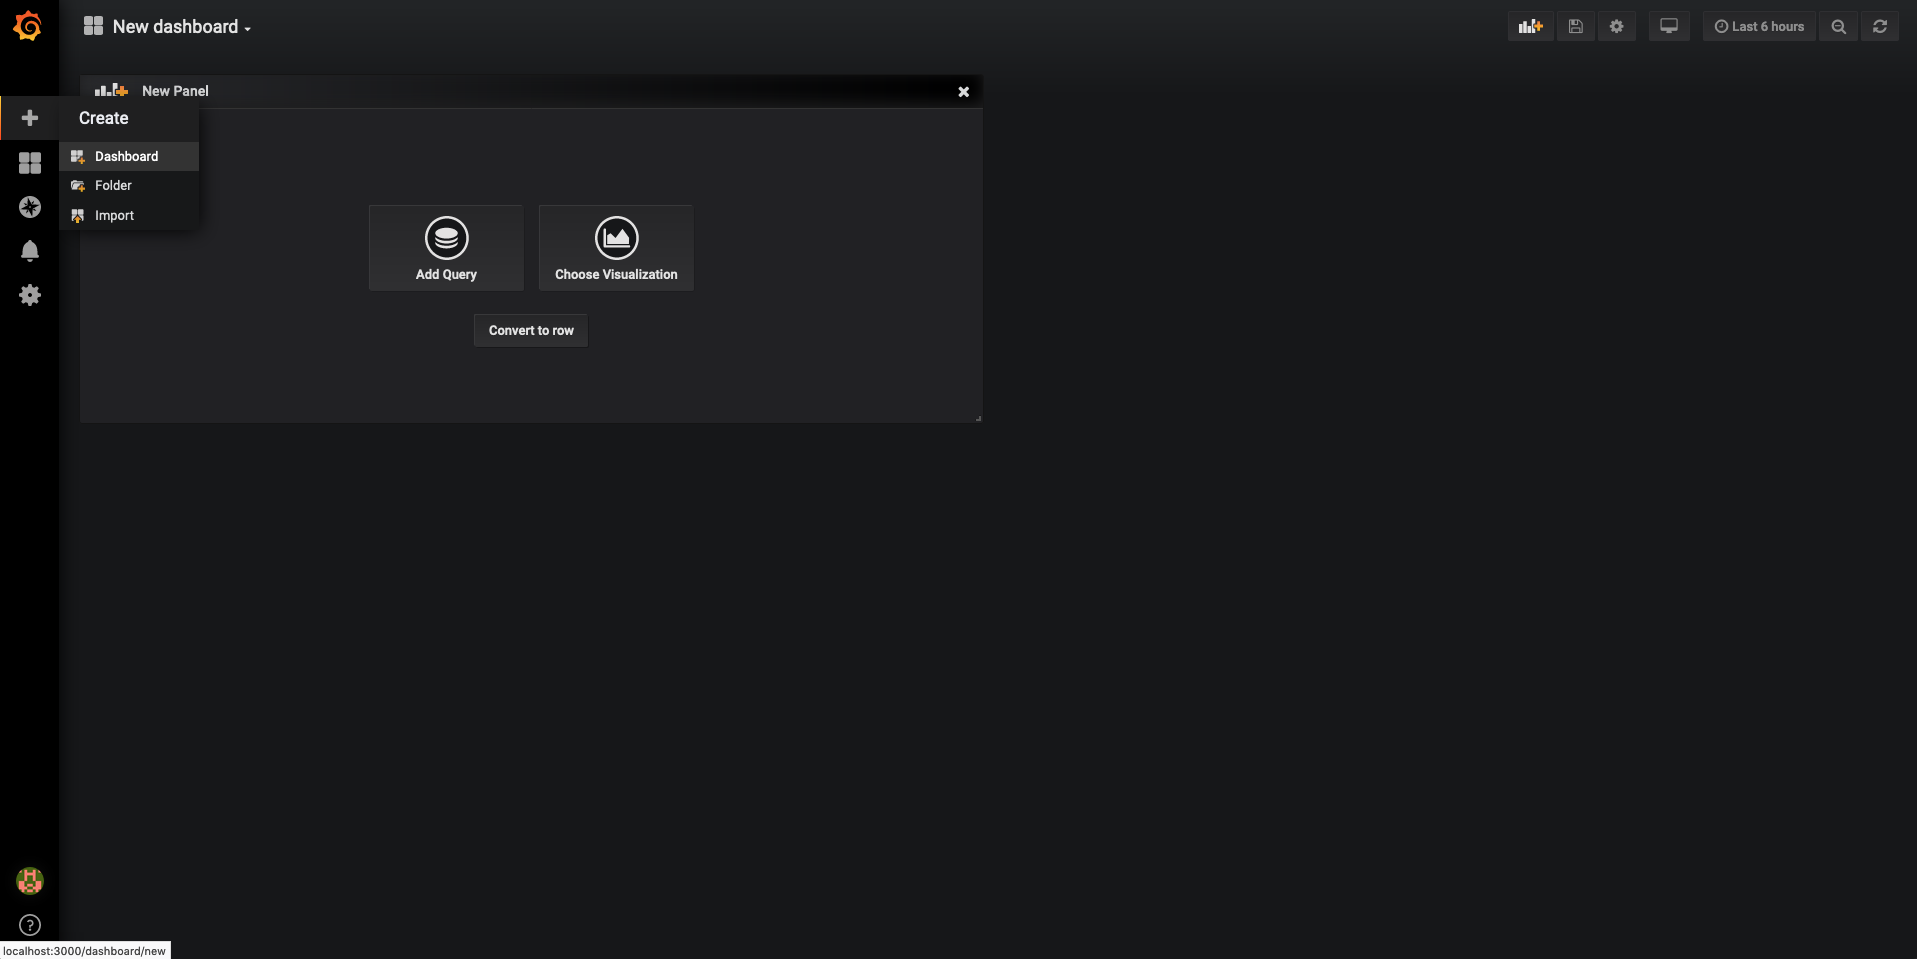 New dashboard
Last 6 hours
New Panel
Create
Dashboard
Folder
Import
Add Query
Choose Visualization
Convert to row
?
localhost:3000/dashboard/new